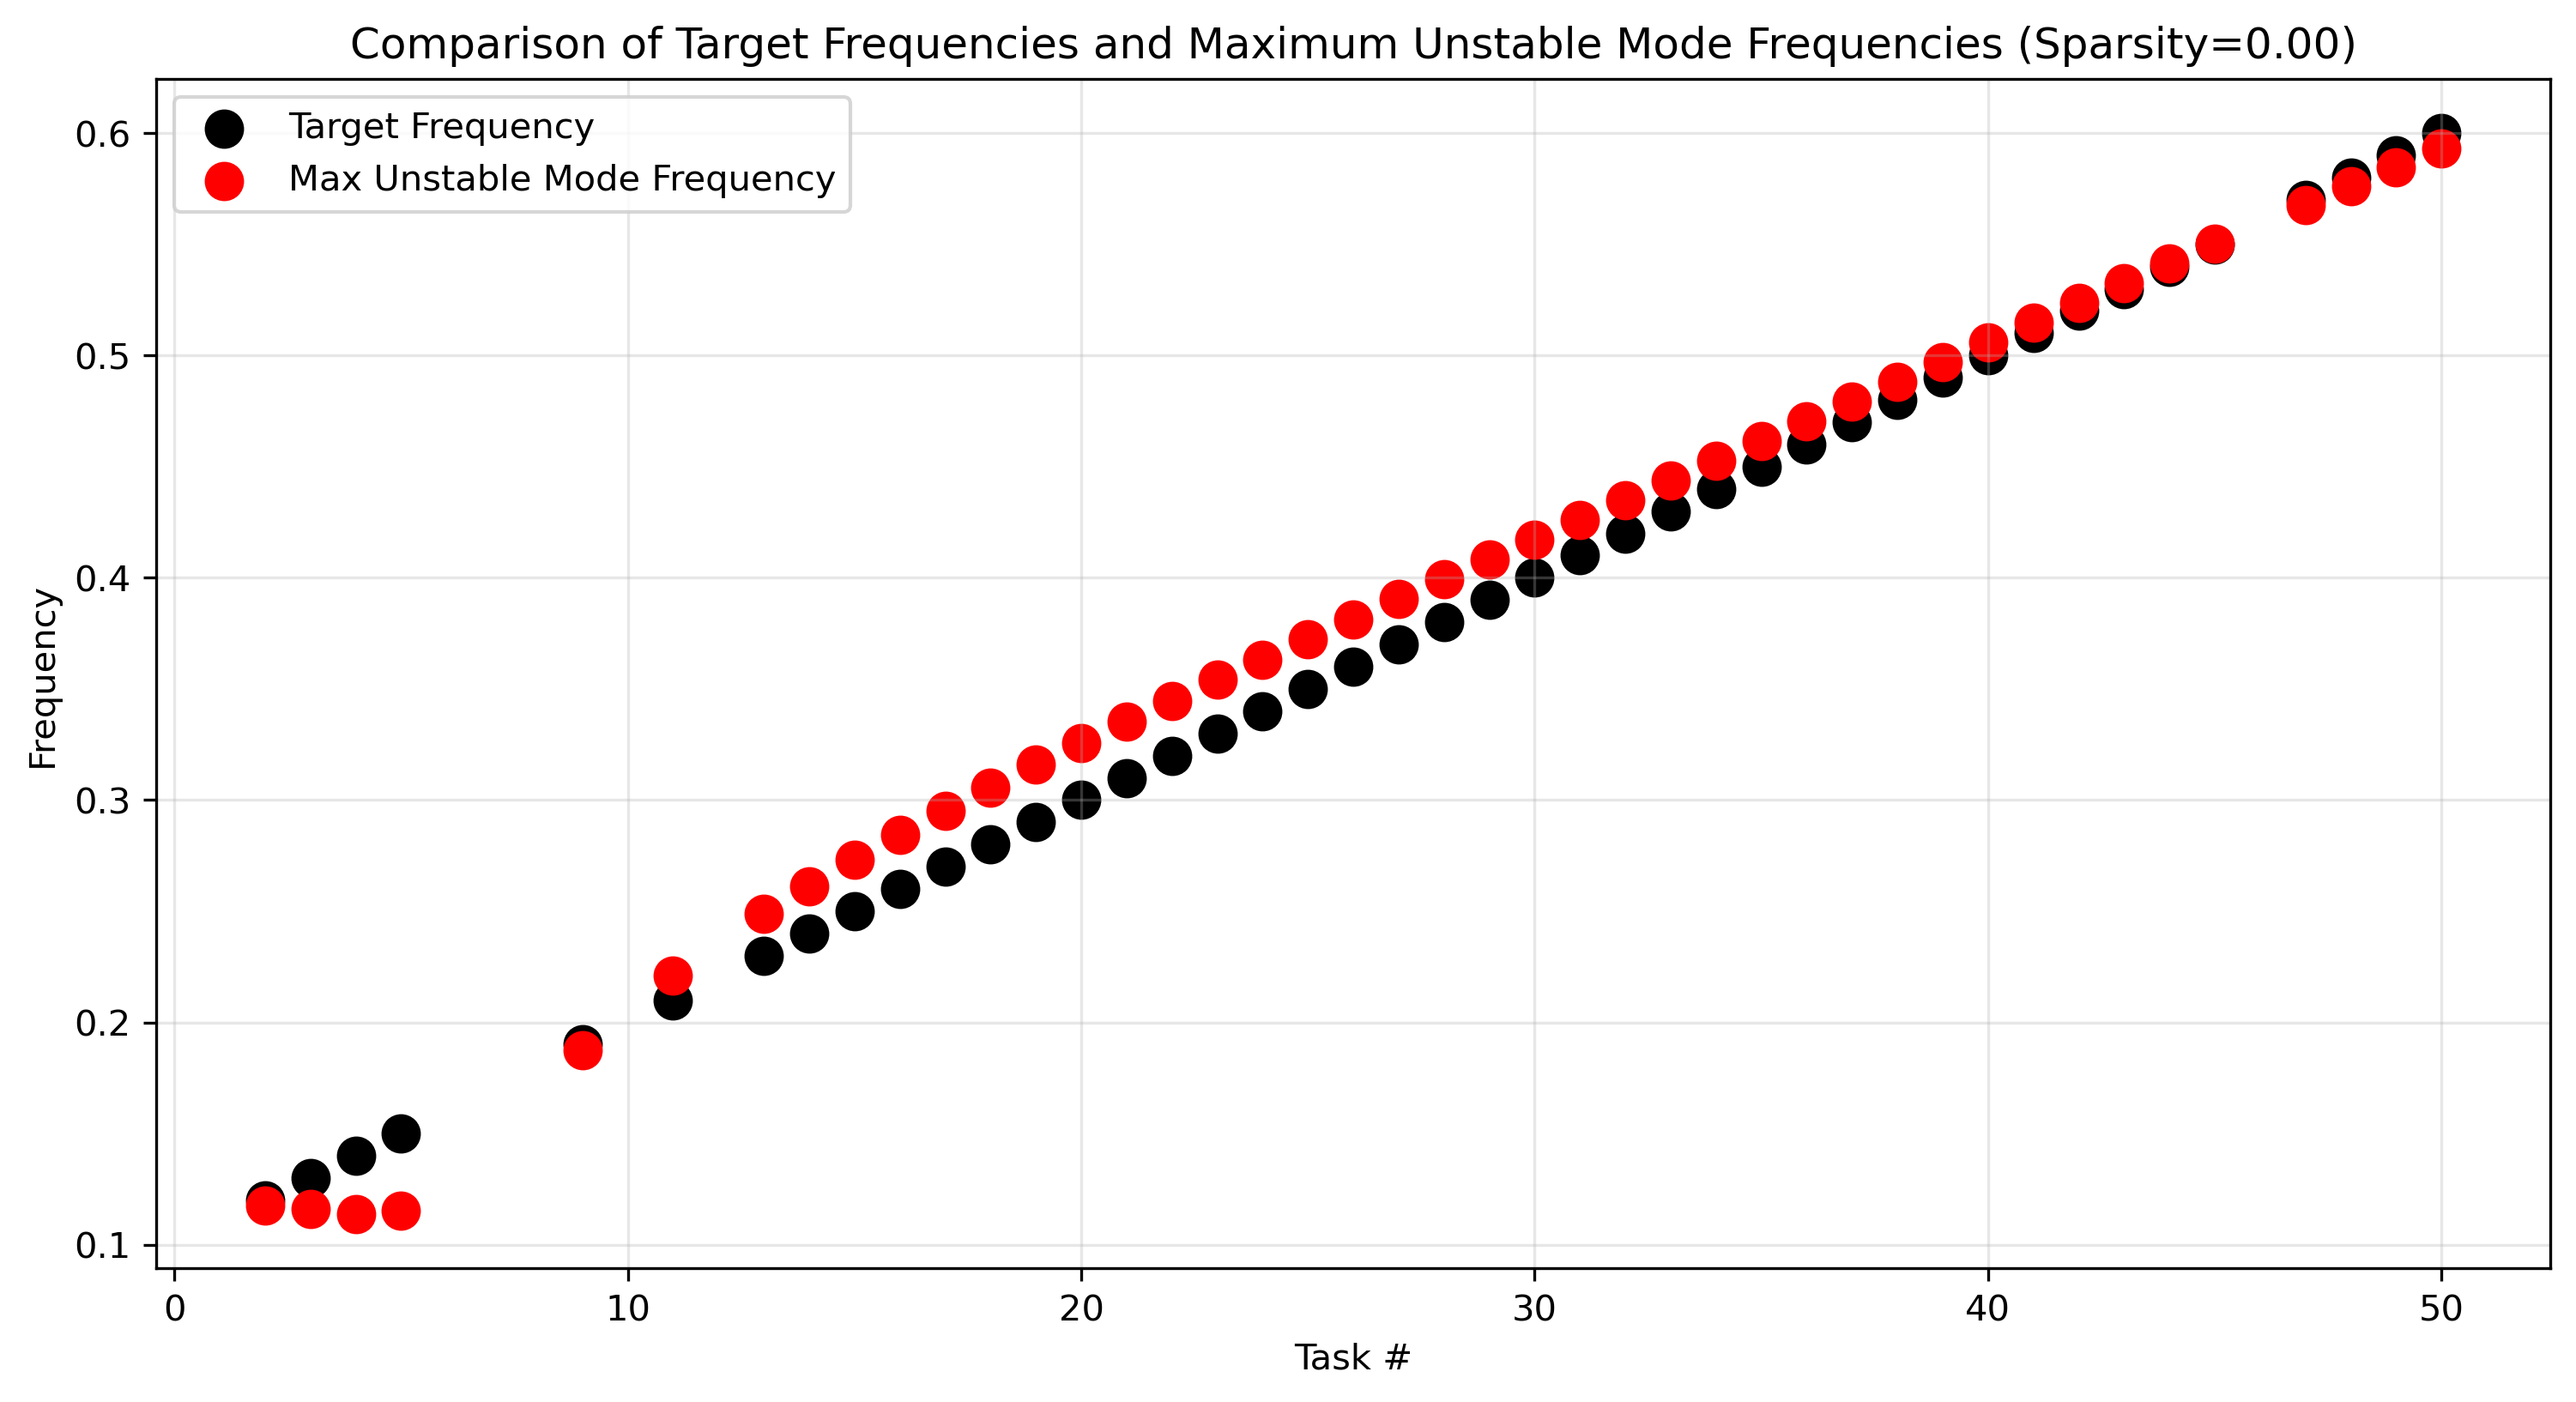 Comparison of Target Frequencies and Maximum Unstable Mode Frequencies (Sparsity=0.00)
Target Frequency
Max Unstable Mode Frequency
0.6
0.5
0.4
0.3
0.2
0.1
Frequency
0 10 20 30 40 50
Task #